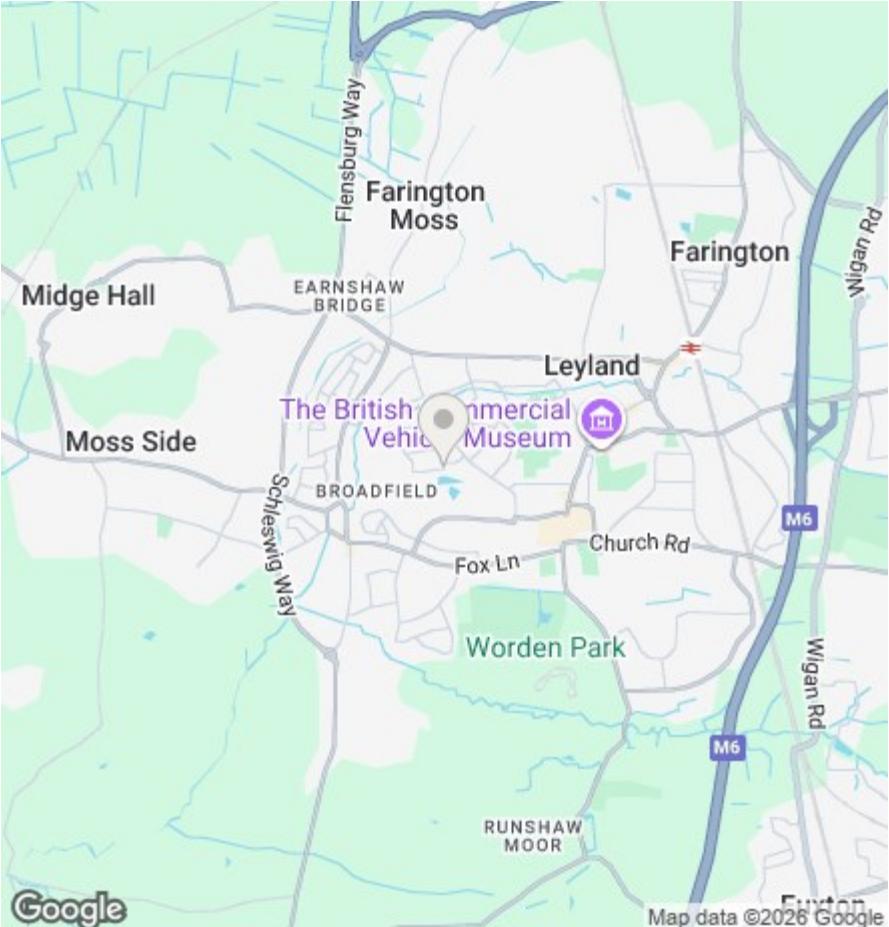 Flensburg Way
Farington
Moss
Farington
Wigan Rd
EARNSHAW
BRIDGE
Midge Hall
Leyland
The British Commercial
Vehicle Museum
Moss Side
BROADFIELD
Schleswig Way
M6
Church Rd
Fox Ln
Worden Park
Wigan Rd
M6
RUNSHAW
MOOR
Euxton
Google
Map data ©2026 Google